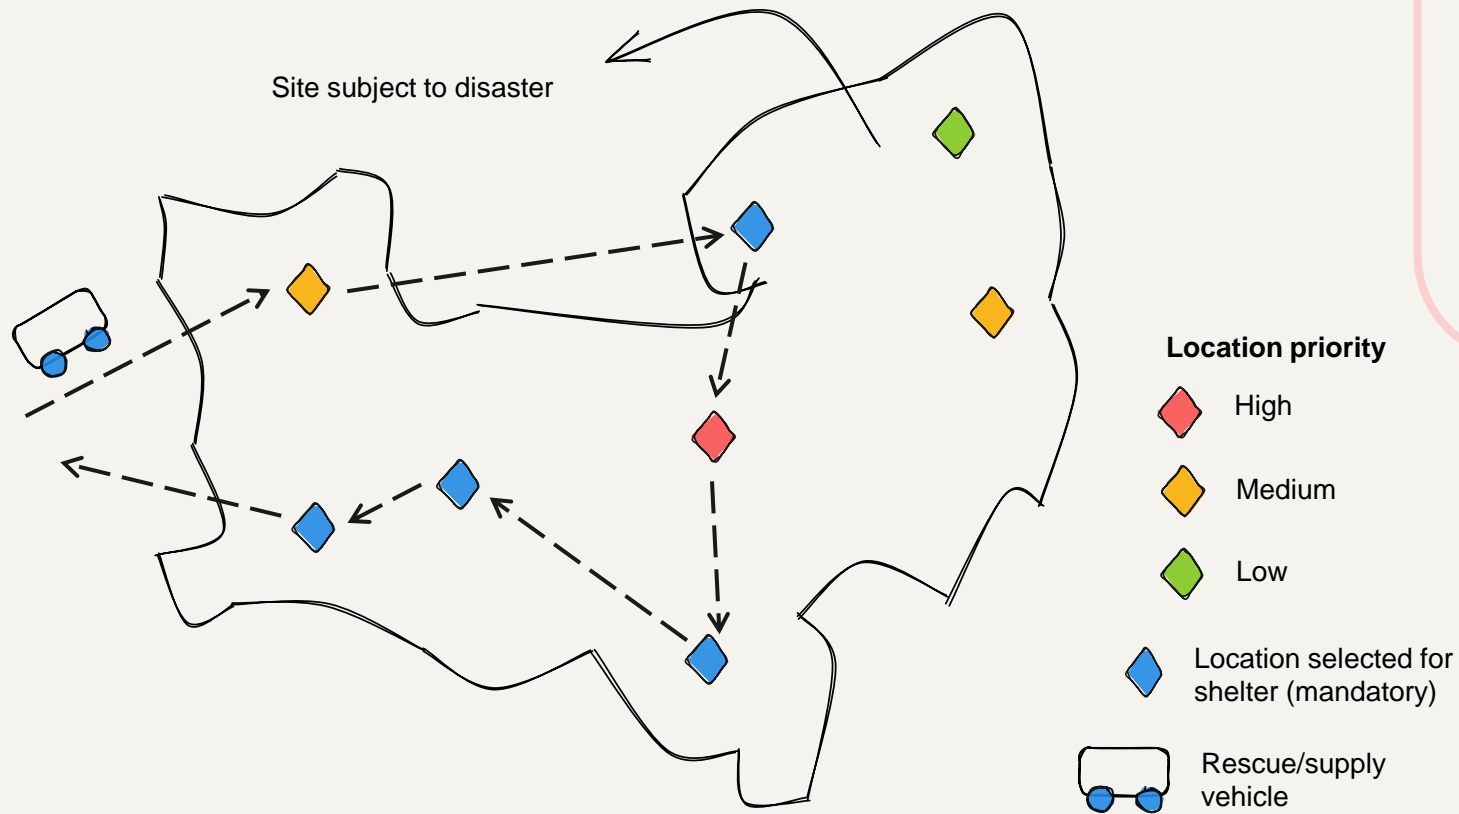 Site subject to disaster
Location priority
High
Medium
Low
Location selected for
shelter (mandatory)
Rescue/supply
vehicle